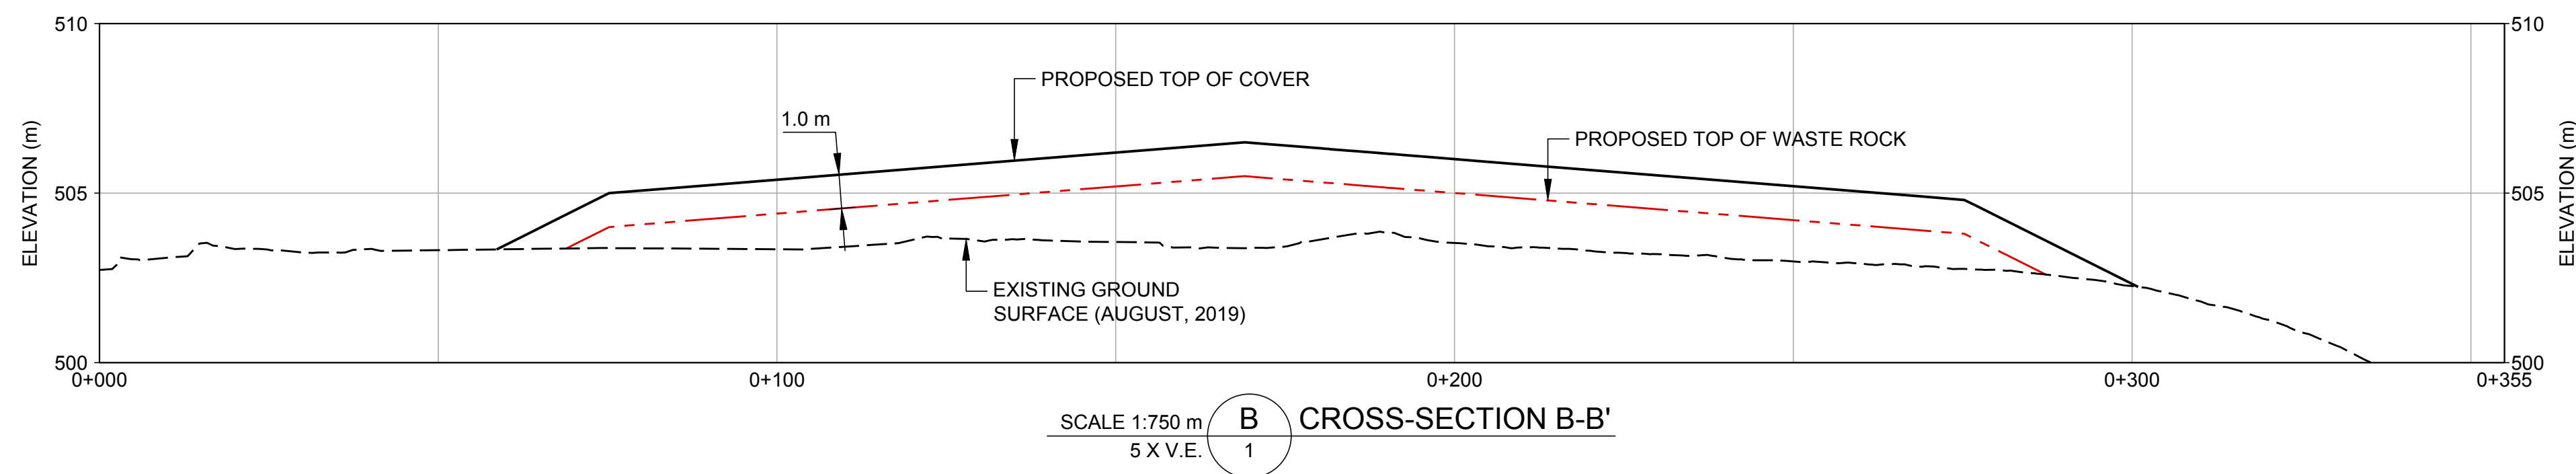 510
510
PROPOSED TOP OF COVER
1.0 m
PROPOSED TOP OF WASTE ROCK
ELEVATION (m)
ELEVATION (m)
505
505
EXISTING GROUND
SURFACE (AUGUST, 2019)
500
500
0+000
0+100
0+200
0+300
0+355
SCALE 1:750 m
B
CROSS-SECTION B-B'
5 X V.E.
1